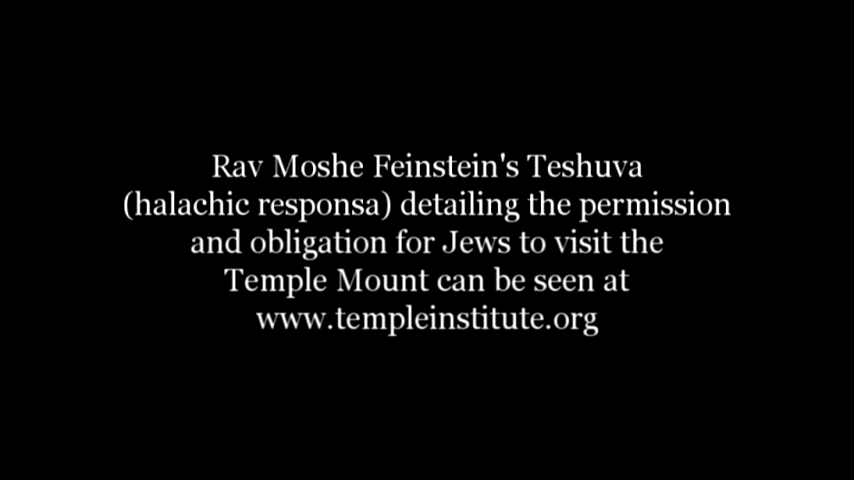 Rav Moshe Feinstein's Teshuva
(halachic responsa) detailing the permission
and obligation for Jews to visit the
Temple Mount can be seen at
www.templeinstitute.org